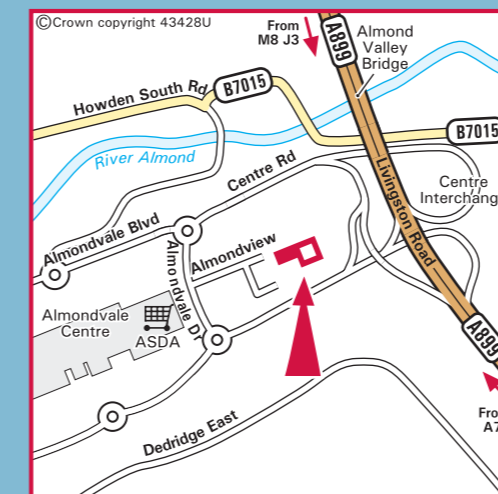 ©Crown copyright 43428U
From
M8 J3
A899
Almond
Valley
Bridge
Howden South Rd
B7015
B7015
River Almond
Centre Rd
Livingston Road
Centre
Interchang
Almondvale Blvd
Almondvale Dr
Almondview
Almondvale
Centre
ASDA
A899
Fro
A7
Dedridge East